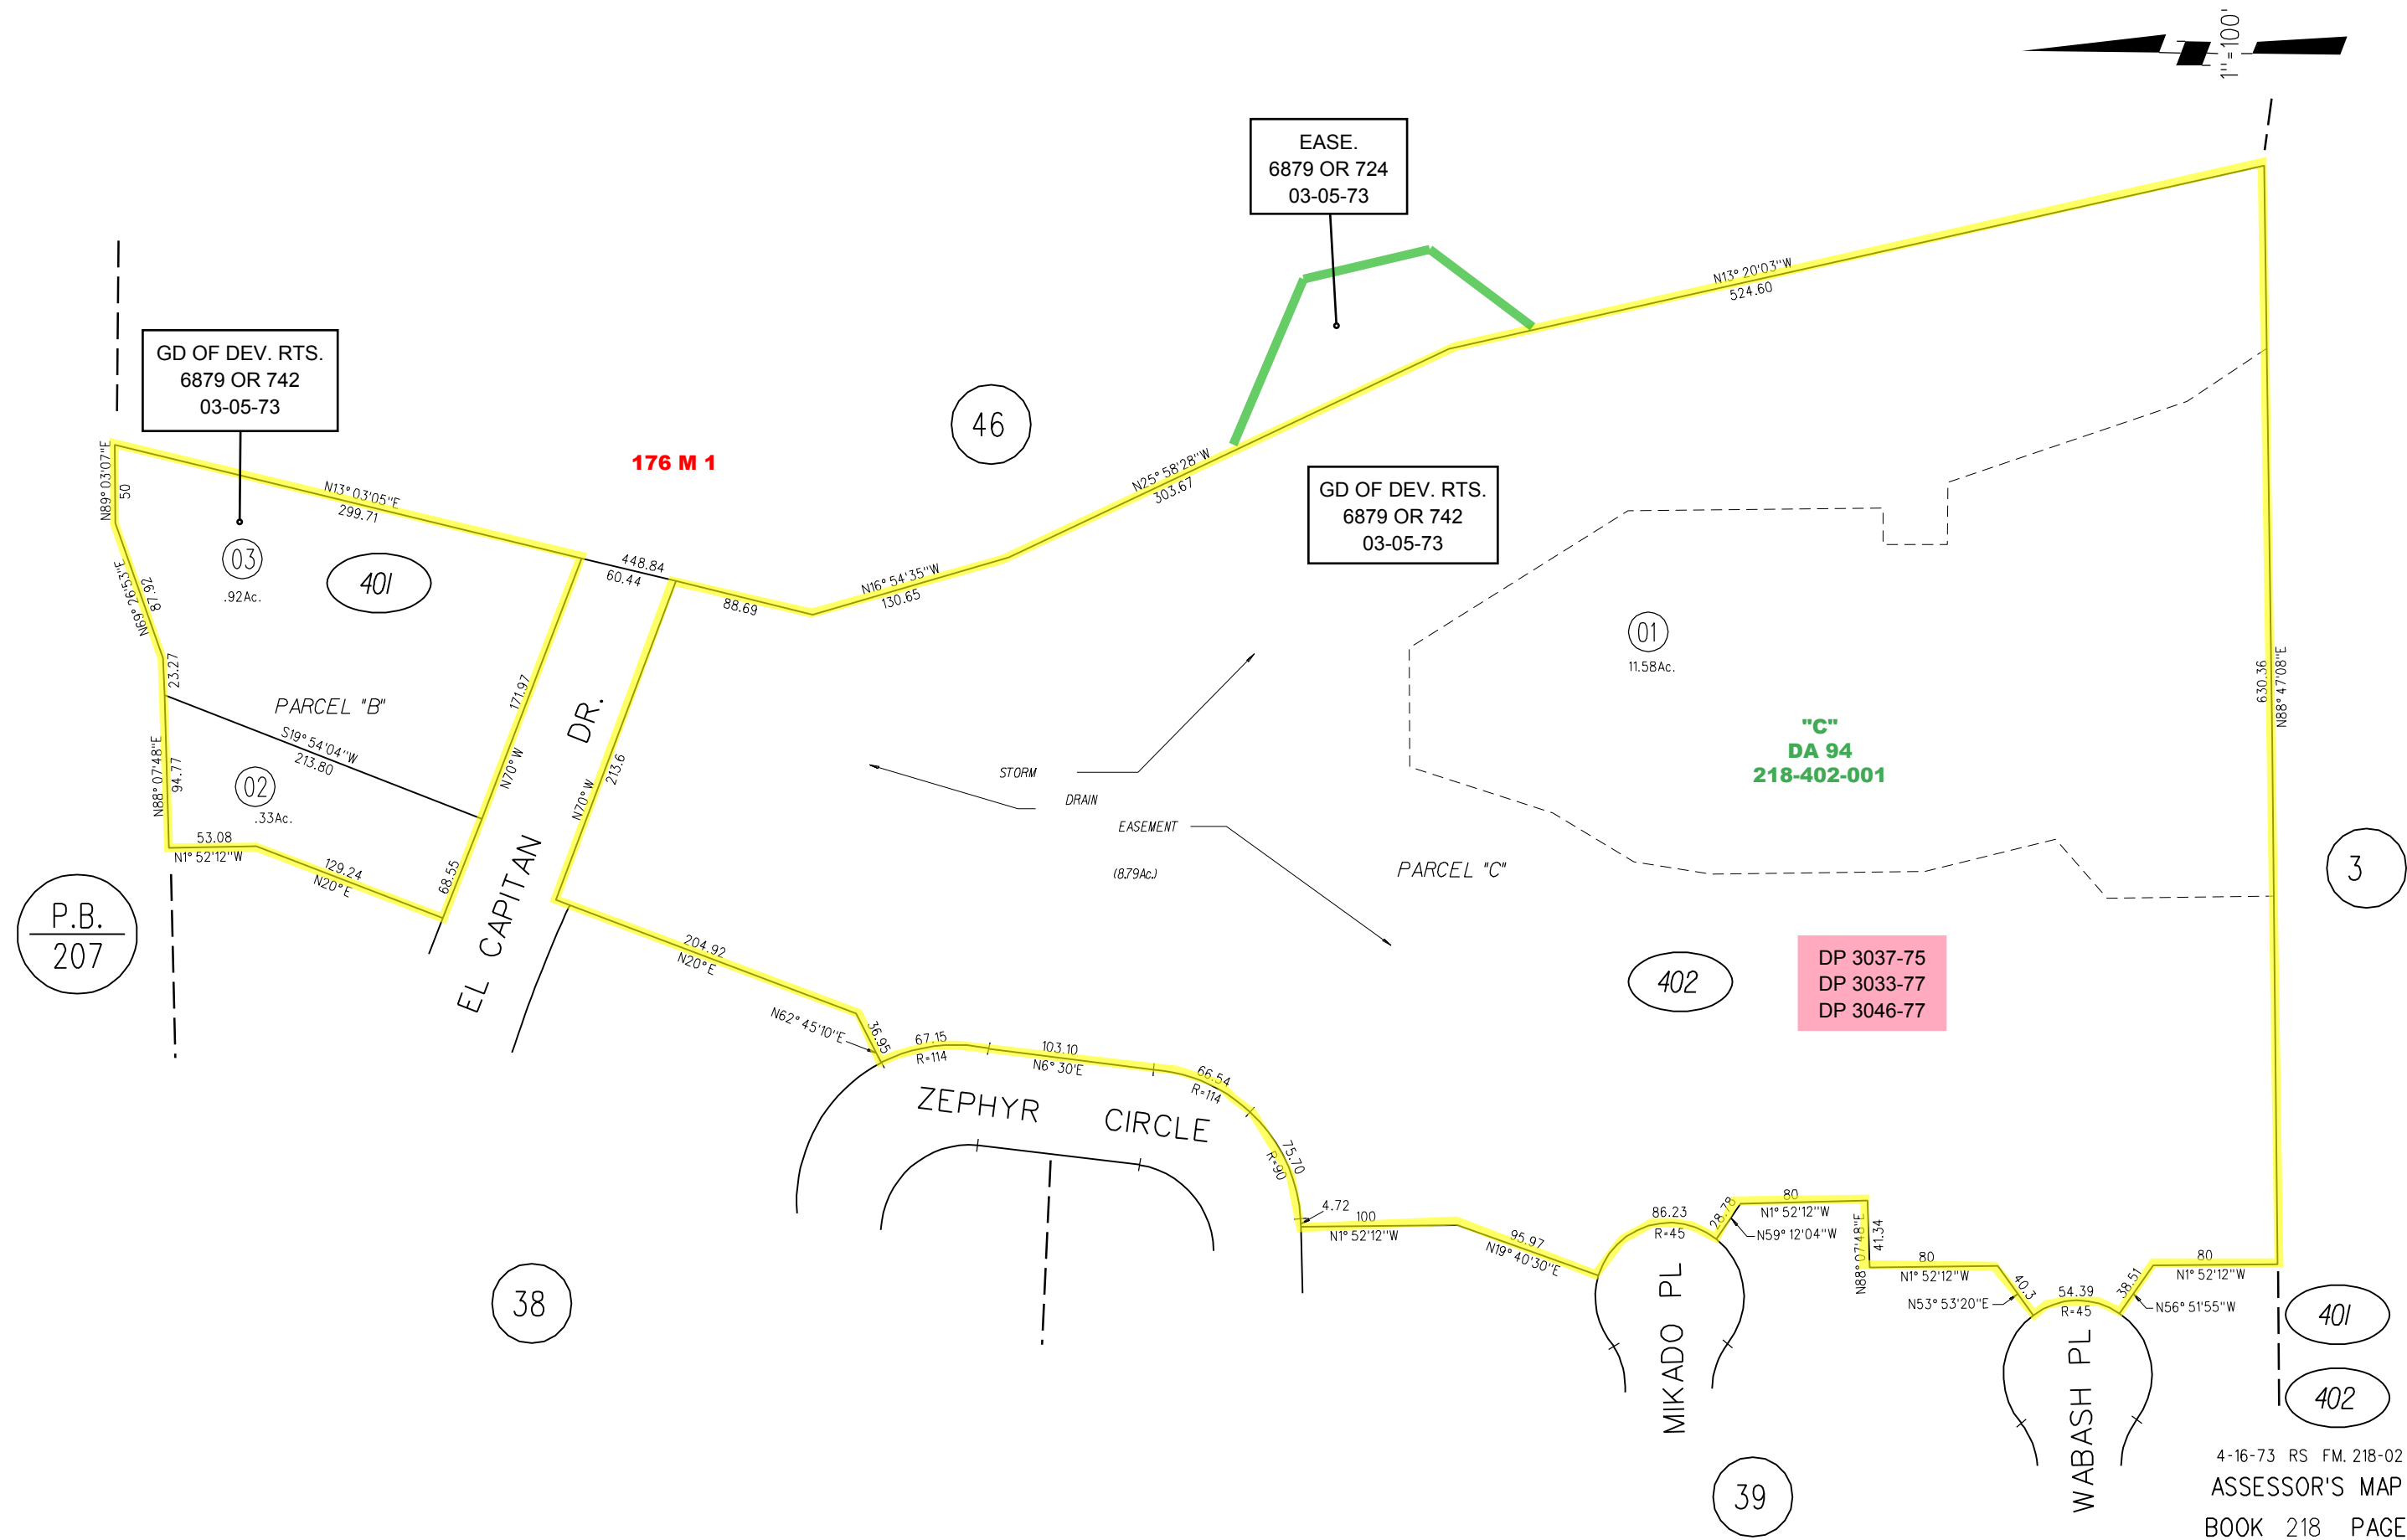 1"=100'
EASE.
6879 OR 724
03-05-73
GD OF DEV. RTS.
6879 OR 742
03-05-73
176 M 1
46
N13° 20'03"W
524.60
N89° 03'07"E
50
N13° 03'05"E
299.71
448.84
60.44
88.69
N16° 54'35"W
130.65
N25° 58'28"W
303.67
GD OF DEV. RTS.
6879 OR 742
03-05-73
03
.92Ac.
401
N69° 26'53"E
87.92
23.27
PARCEL "B"
S19° 54'04"W
213.80
171.97
N70° W
EL CAPITAN DR.
N70° W
213.6
01
11.58Ac.
630.36
N88° 47'08"E
"C"
DA 94
218-402-001
N88° 07'48"E
94.77
02
.33Ac.
STORM
DRAIN
EASEMENT
(8.79Ac.)
PARCEL "C"
53.08
N1° 52'12"W
129.24
N20° E
68.55
3
P.B.
207
204.92
N20° E
402
DP 3037-75
DP 3033-77
DP 3046-77
N62° 45'10"E
36.95
67.15
R=114
103.10
N6° 30'E
66.54
R=114
75.70
R=90
ZEPHYR CIRCLE
4.72
100
N1° 52'12"W
95.97
N19° 40'30"E
86.23
R=45
28.78
N59° 12'04"W
80
N1° 52'12"W
N88° 07'48"E
41.34
80
N1° 52'12"W
40.3
N53° 53'20"E
54.39
R=45
38.51
N56° 51'55"W
80
N1° 52'12"W
38
MIKADO PL
WABASH PL
401
402
39
4-16-73 RS FM. 218-02
ASSESSOR'S MAP
BOOK 218 PAGE